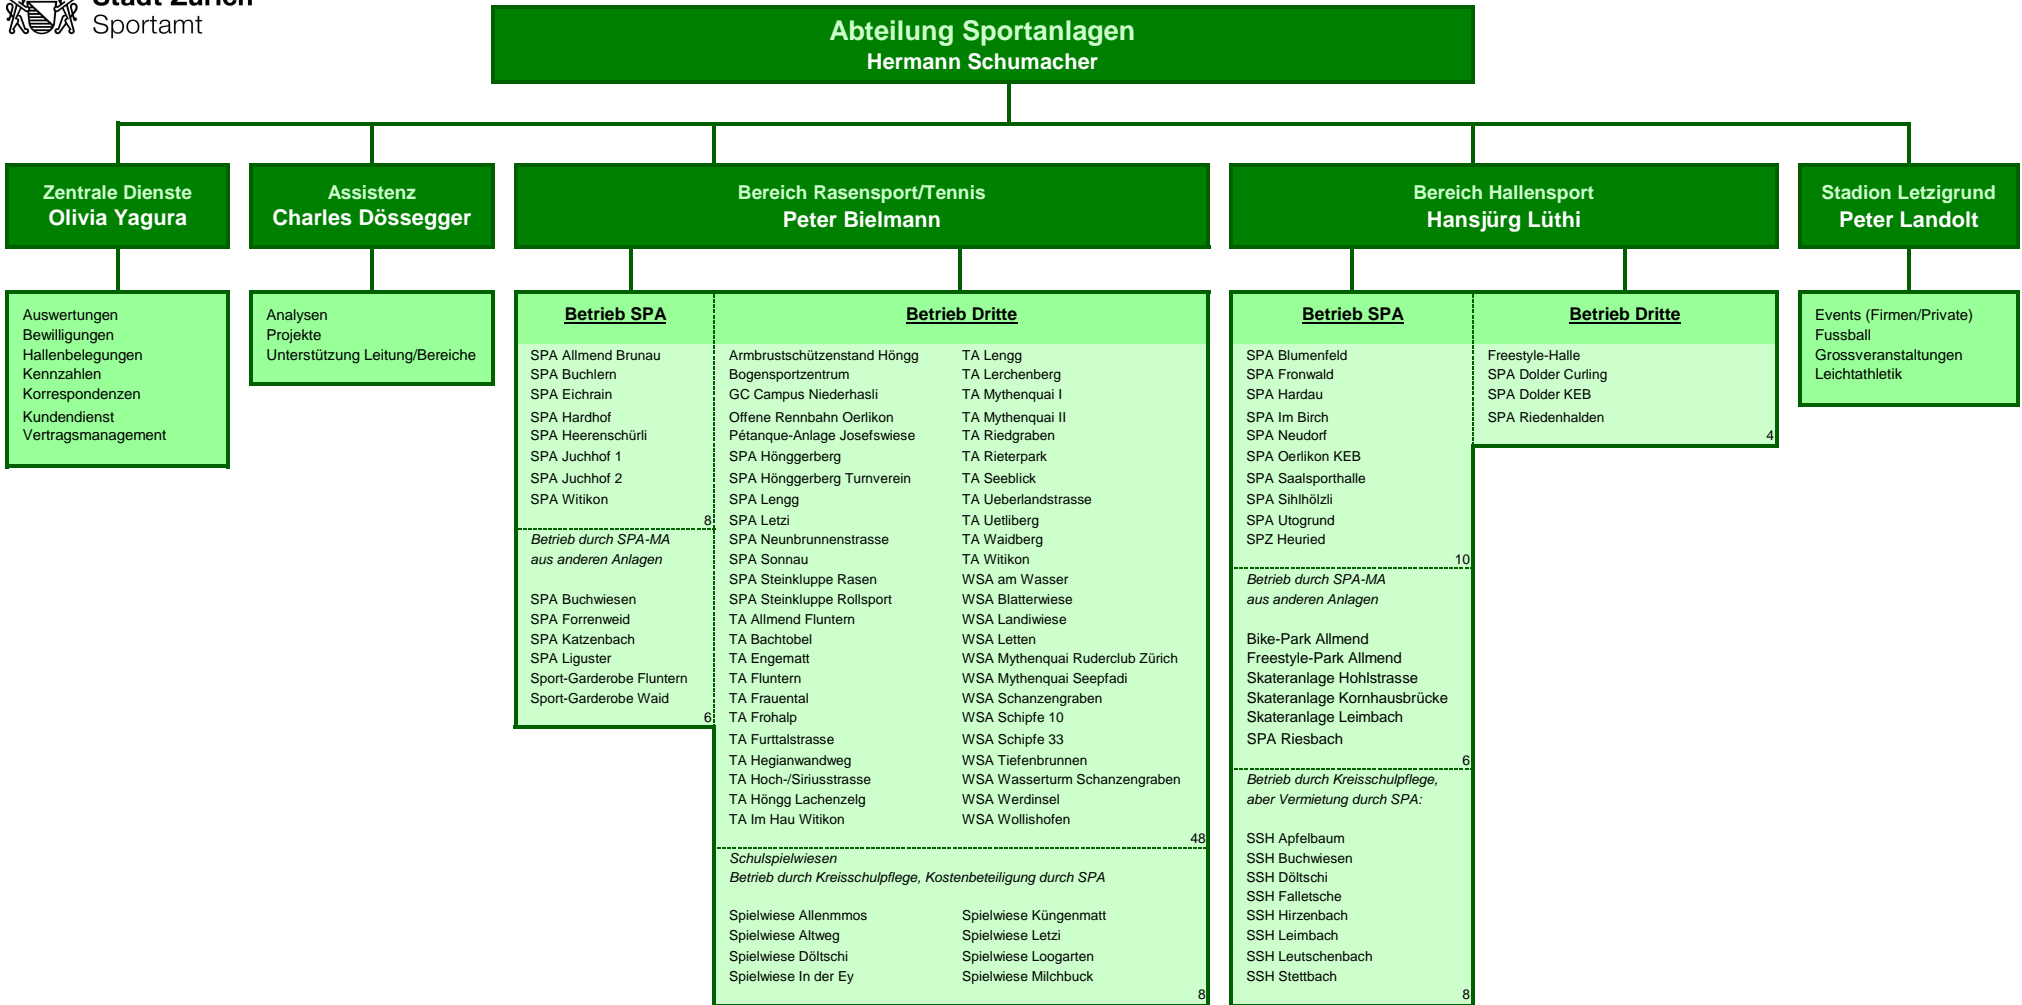 Stadt Zürich
Sportamt
Abteilung Sportanlagen
Hermann Schumacher
Zentrale Dienste
Olivia Yagura
Assistenz
Charles Dössegger
Bereich Rasensport/Tennis
Peter Bielmann
Bereich Hallensport
Hansjürg Lüthi
Stadion Letzigrund
Peter Landolt
Auswertungen
Bewilligungen
Hallenbelegungen
Kennzahlen
Korrespondenzen
Kundendienst
Vertragsmanagement
Analysen
Projekte
Unterstützung Leitung/Bereiche
Betrieb SPA
SPA Allmend Brunau
SPA Buchlern
SPA Eichrain
SPA Hardhof
SPA Heerenschürli
SPA Juchhof 1
SPA Juchhof 2
SPA Witikon
8
Betrieb durch SPA-MA
aus anderen Anlagen
SPA Buchwiesen
SPA Forrenweid
SPA Katzenbach
SPA Liguster
Sport-Garderobe Fluntern
Sport-Garderobe Waid
6
Betrieb Dritte
Armbrustschützenstand Höngg
Bogensportzentrum
GC Campus Niederhasli
Offene Rennbahn Oerlikon
Pétanque-Anlage Josefswiese
SPA Hönggerberg
SPA Hönggerberg Turnverein
SPA Lengg
SPA Letzi
SPA Neunbrunnenstrasse
SPA Sonnau
SPA Steinkluppe Rasen
SPA Steinkluppe Rollsport
TA Allmend Fluntern
TA Bachtobel
TA Engematt
TA Fluntern
TA Frauental
TA Frohalp
TA Furttalstrasse
TA Hegianwandweg
TA Hoch-/Siriusstrasse
TA Höngg Lachenzelg
TA Im Hau Witikon
TA Lengg
TA Lerchenberg
TA Mythenquai I
TA Mythenquai II
TA Riedgraben
TA Rieterpark
TA Seeblick
TA Ueberlandstrasse
TA Uetliberg
TA Waidberg
TA Witikon
WSA am Wasser
WSA Blatterwiese
WSA Landiwiese
WSA Letten
WSA Mythenquai Ruderclub Zürich
WSA Mythenquai Seepfadi
WSA Schanzengraben
WSA Schipfe 10
WSA Schipfe 33
WSA Tiefenbrunnen
WSA Wasserturm Schanzengraben
WSA Werdinsel
WSA Wollishofen
48
Schulspielwiesen
Betrieb durch Kreisschulpflege, Kostenbeteiligung durch SPA
Spielwiese Allenmmos
Spielwiese Altweg
Spielwiese Döltschi
Spielwiese In der Ey
Spielwiese Küngenmatt
Spielwiese Letzi
Spielwiese Loogarten
Spielwiese Milchbuck
8
Betrieb SPA
SPA Blumenfeld
SPA Fronwald
SPA Hardau
SPA Im Birch
SPA Neudorf
SPA Oerlikon KEB
SPA Saalsporthalle
SPA Sihlhölzli
SPA Utogrund
SPZ Heuried
10
Betrieb durch SPA-MA
aus anderen Anlagen
Bike-Park Allmend
Freestyle-Park Allmend
Skateranlage Hohlstrasse
Skateranlage Kornhausbrücke
Skateranlage Leimbach
SPA Riesbach
6
Betrieb durch Kreisschulpflege,
aber Vermietung durch SPA:
SSH Apfelbaum
SSH Buchwiesen
SSH Döltschi
SSH Falletsche
SSH Hirzenbach
SSH Leimbach
SSH Leutschenbach
SSH Stettbach
8
Betrieb Dritte
Freestyle-Halle
SPA Dolder Curling
SPA Dolder KEB
SPA Riedenhalden
4
Events (Firmen/Private)
Fussball
Grossveranstaltungen
Leichtathletik